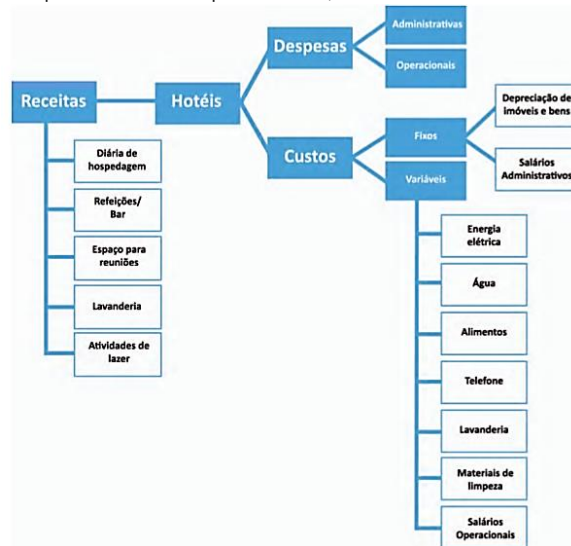 Receitas
Diária de
hospedagem
Refeições/
Bar
Espaço para
reuniões
Lavanderia
Atividades de
lazer
Hotéis
Despesas
Administrativas
Operacionais
Custos
Fixos
Depreciação de
imóveis e bens
Salários
Administrativos
Variáveis
Energia
elétrica
Água
Alimentos
Telefone
Lavanderia
Materiais de
limpeza
Salários
Operacionais